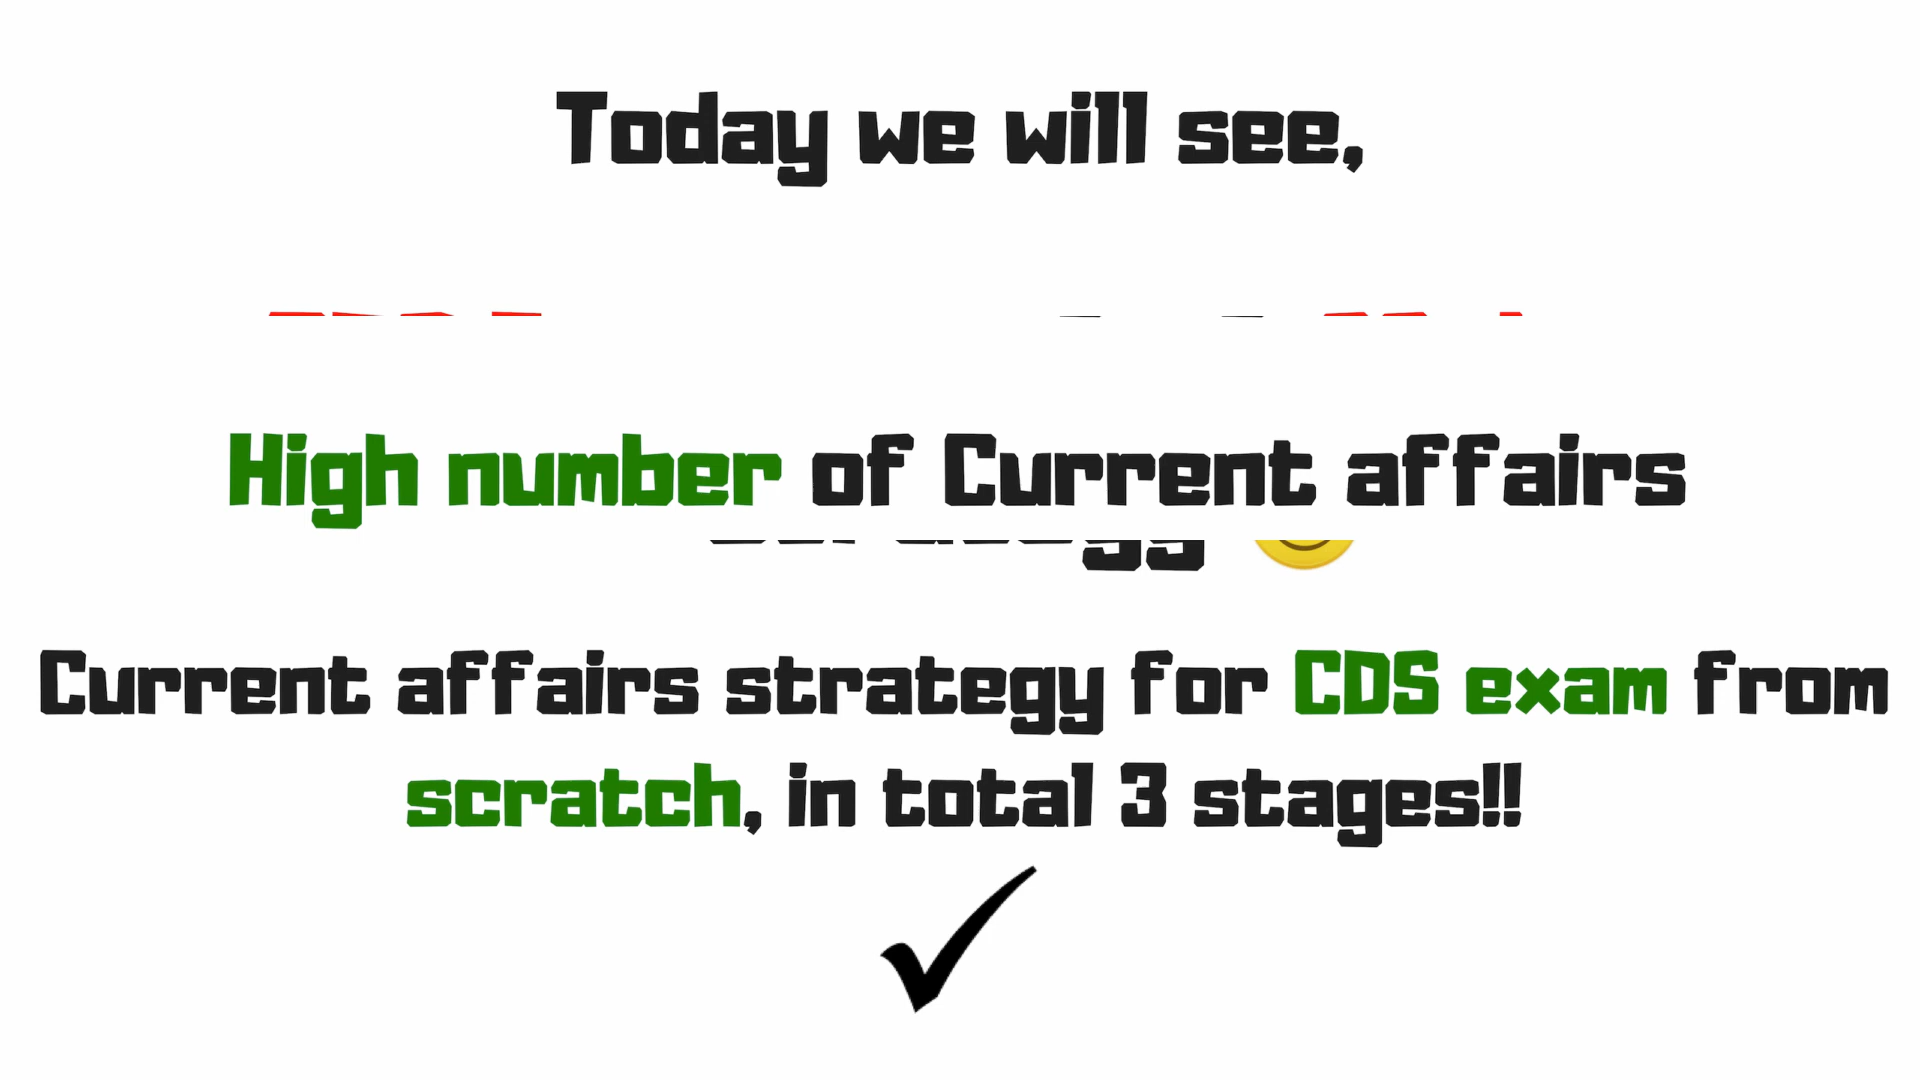 Today we will see,
High number of Current affairs
Current affairs strategy for CDS exam from
scratch, in total 3 stages!!